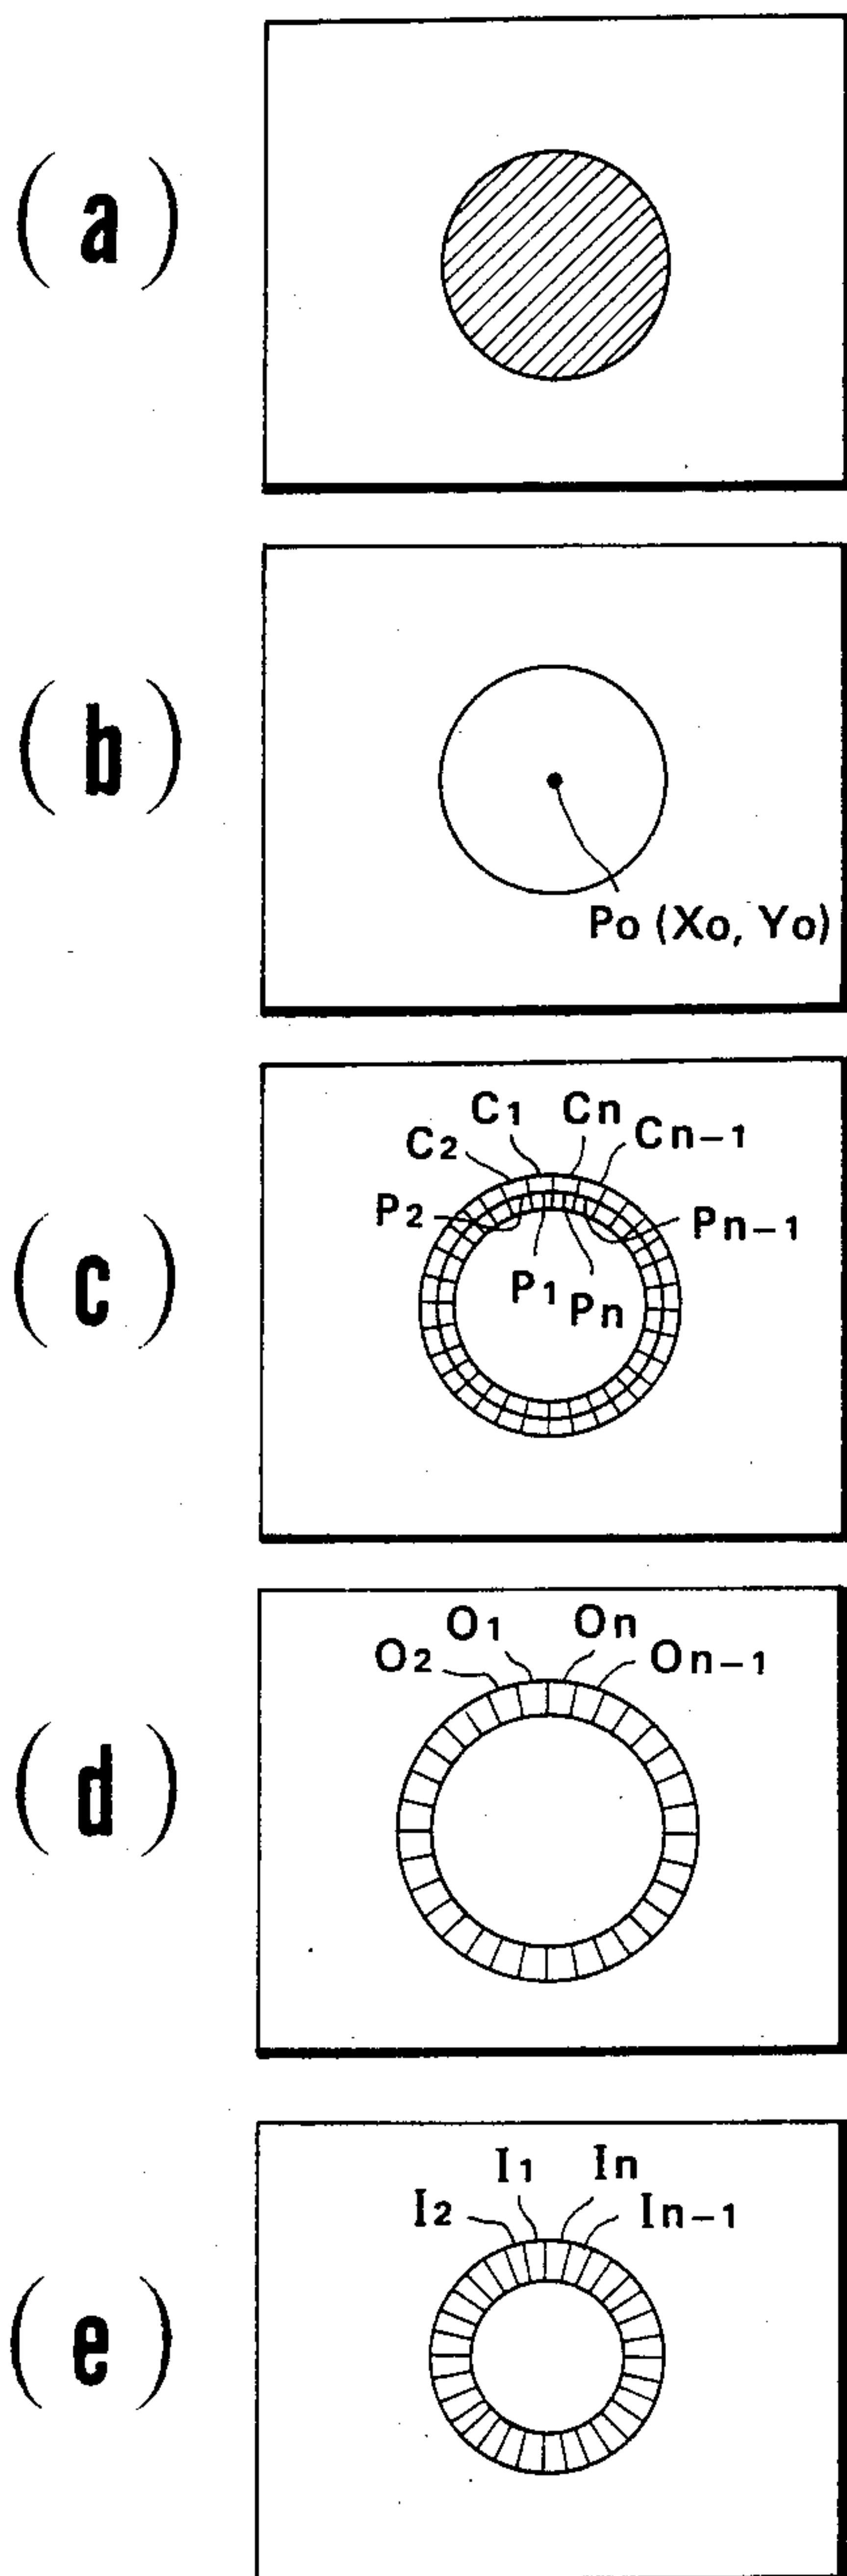 (a)
(b)
Po (Xo, Yo)
(c)
C2 C1 Cn Cn-1
P2 P1 Pn Pn-1
(d)
O2 O1 On On-1
(e)
I2 I1 In In-1